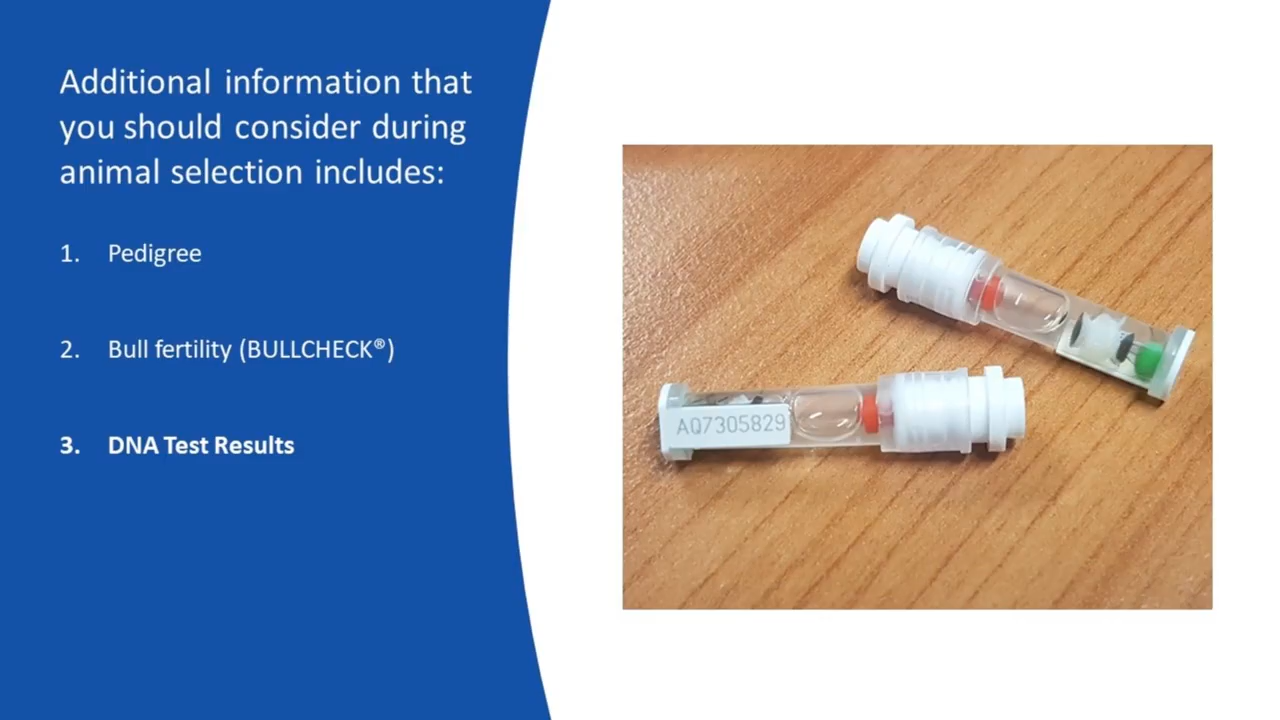 Additional information that
you should consider during
animal selection includes:
1. Pedigree
2. Bull fertility (BULLCHECK®)
3. DNA Test Results
AQ7305829